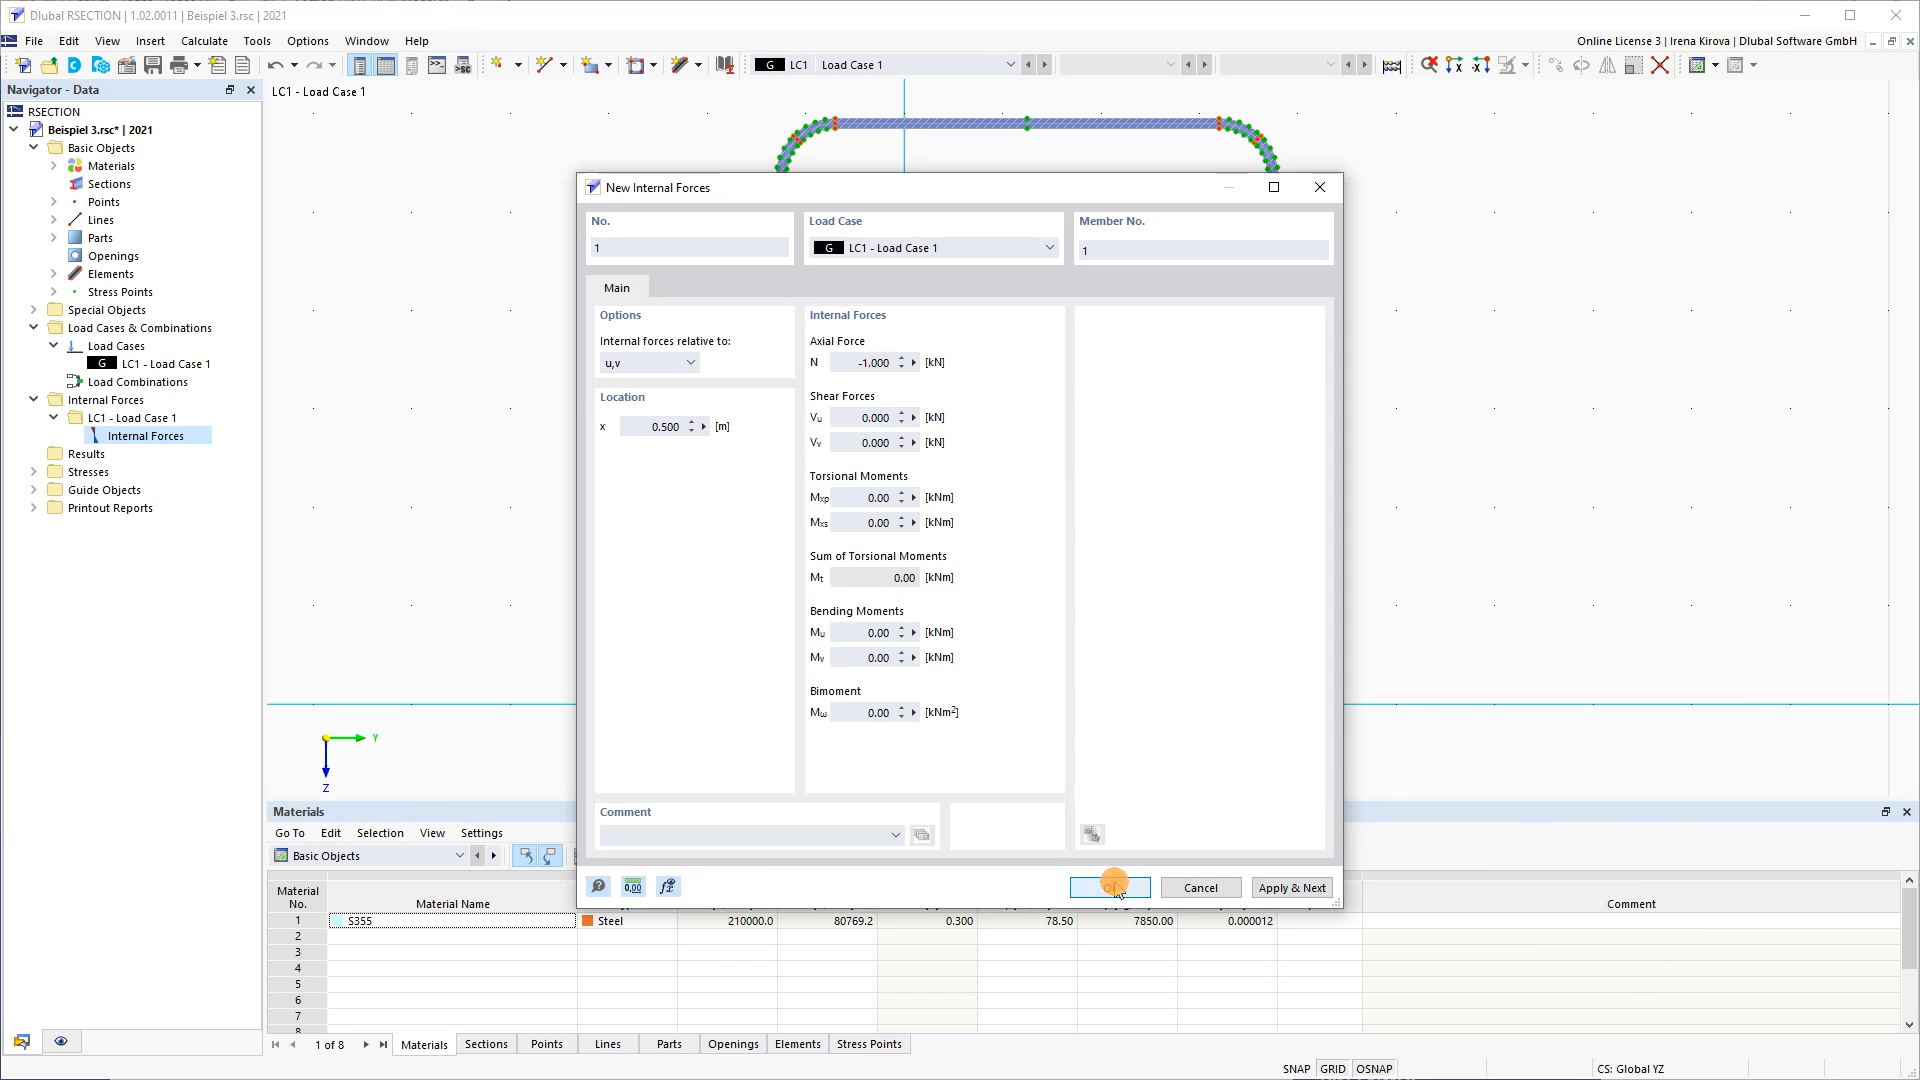 Dlubal RSECTION | 1.02.0011 | Beispiel 3.rsc | 2021
File Edit View Insert Calculate Tools Options Window Help
Online License 3 | Irena Kirova | Dlubal Software GmbH
G LC1 Load Case 1
Navigator - Data
RSECTION
Beispiel 3.rsc* | 2021
Basic Objects
Materials
Sections
Points
Lines
Parts
Openings
Elements
Stress Points
Special Objects
Load Cases & Combinations
Load Cases
G LC1 - Load Case 1
Load Combinations
Internal Forces
LC1 - Load Case 1
Internal Forces
Results
Stresses
Guide Objects
Printout Reports
LC1 - Load Case 1
Y
Z
New Internal Forces
No.
1
Load Case
G LC1 - Load Case 1
Member No.
1
Main
Options
Internal forces relative to:
u,v
Location
x 0.500 [m]
Internal Forces
Axial Force
N -1.000 [kN]
Shear Forces
Vu 0.000 [kN]
Vv 0.000 [kN]
Torsional Moments
Mxp 0.00 [kNm]
Mxs 0.00 [kNm]
Sum of Torsional Moments
Mt 0.00 [kNm]
Bending Moments
Mu 0.00 [kNm]
Mv 0.00 [kNm]
Bimoment
Mω 0.00 [kNm2]
Comment
0,00
Cancel
Apply & Next
Materials
Go To Edit Selection View Settings
Basic Objects
Material
No.
Material Name
Comment
1 S355 Steel 210000.0 80769.2 0.300 78.50 7850.00 0.000012
2
3
4
5
6
7
8
1 of 8 Materials Sections Points Lines Parts Openings Elements Stress Points
SNAP GRID OSNAP
CS: Global YZ